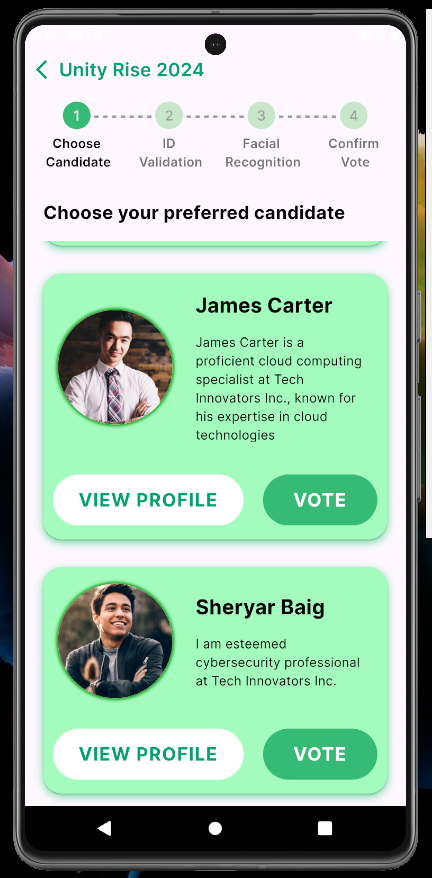 Unity Rise 2024
1 2 3 4
Choose Candidate
ID Validation
Facial Recognition
Confirm Vote
Choose your preferred candidate
James Carter
James Carter is a
proficient cloud computing
specialist at Tech
Innovators Inc., known for
his expertise in cloud
technologies
VIEW PROFILE
VOTE
Sheryar Baig
I am esteemed
cybersecurity professional
at Tech Innovators Inc.
VIEW PROFILE
VOTE